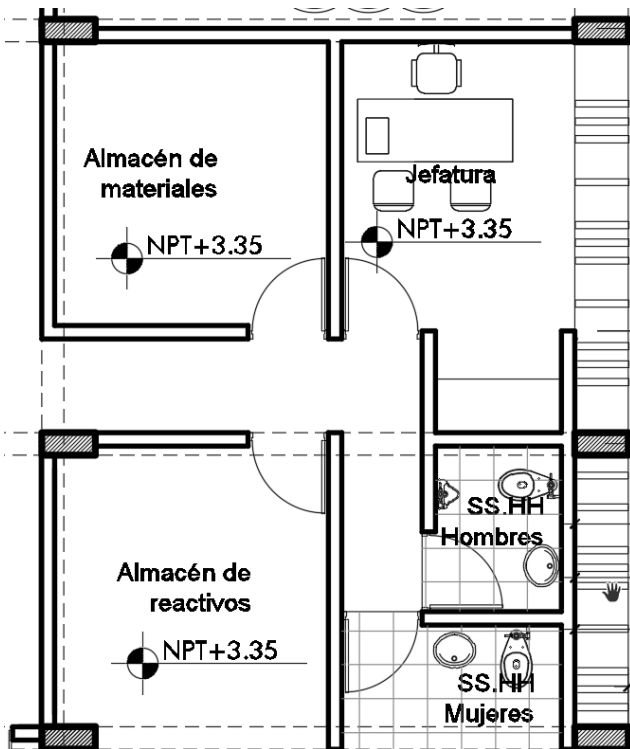 Almacén de
materiales
NPT+3.35
Jefatura
NPT+3.35
SS.HH
Hombres
Almacén de
reactivos
NPT+3.35
SS.HH
Mujeres